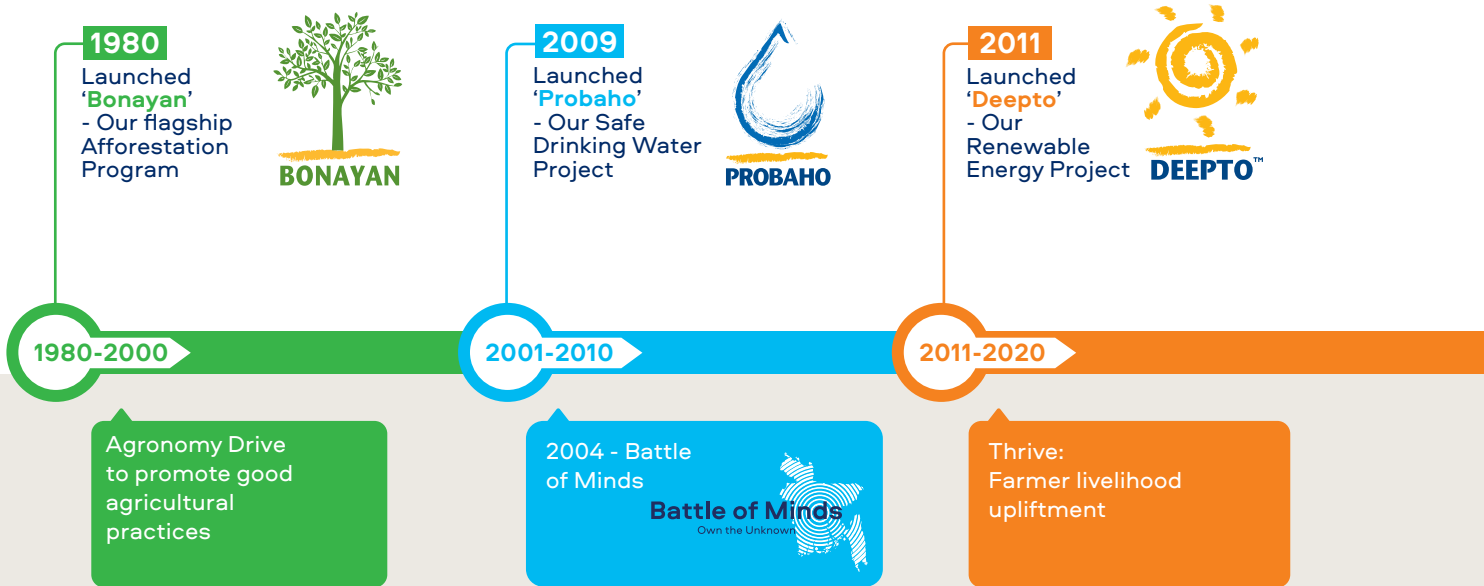 1980
Launched
‘Bonayan’
- Our flagship
Afforestation
Program
BONAYAN
2009
Launched
‘Probaho’
- Our Safe
Drinking Water
Project
PROBAHO
2011
Launched
‘Deepto’
- Our
Renewable
Energy Project
DEEPTO™
1980-2000
2001-2010
2011-2020
Agronomy Drive
to promote good
agricultural
practices
2004 - Battle
of Minds
Battle of Minds
Own the Unknown
Thrive:
Farmer livelihood
upliftment